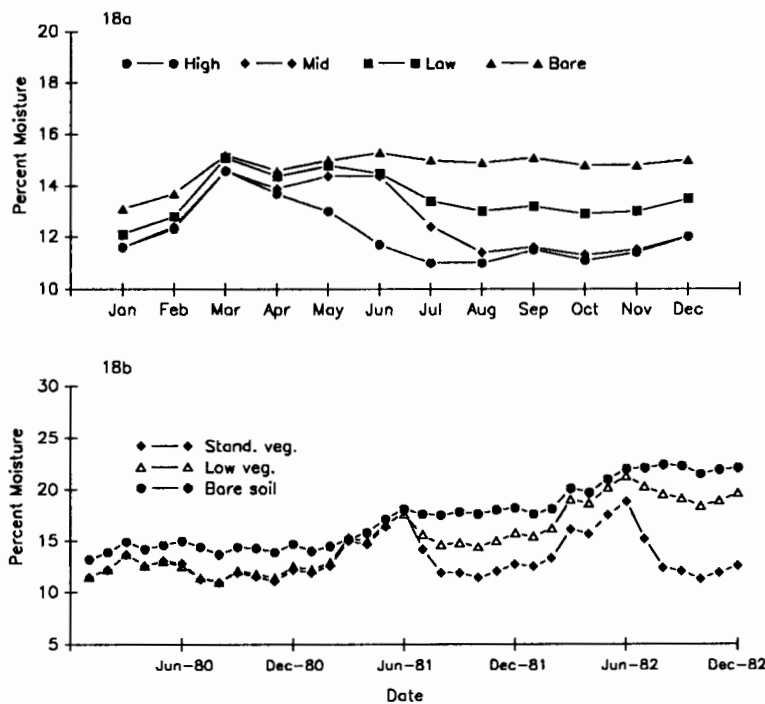 18a
20
18
16
14
12
10
Percent Moisture
High Mid Low Bare
Jan Feb Mar Apr May Jun Jul Aug Sep Oct Nov Dec
18b
30
25
20
15
10
5
Percent Moisture
Stand. veg.
Low veg.
Bare soil
Jun-80 Dec-80 Jun-81 Dec-81 Jun-82 Dec-82
Date